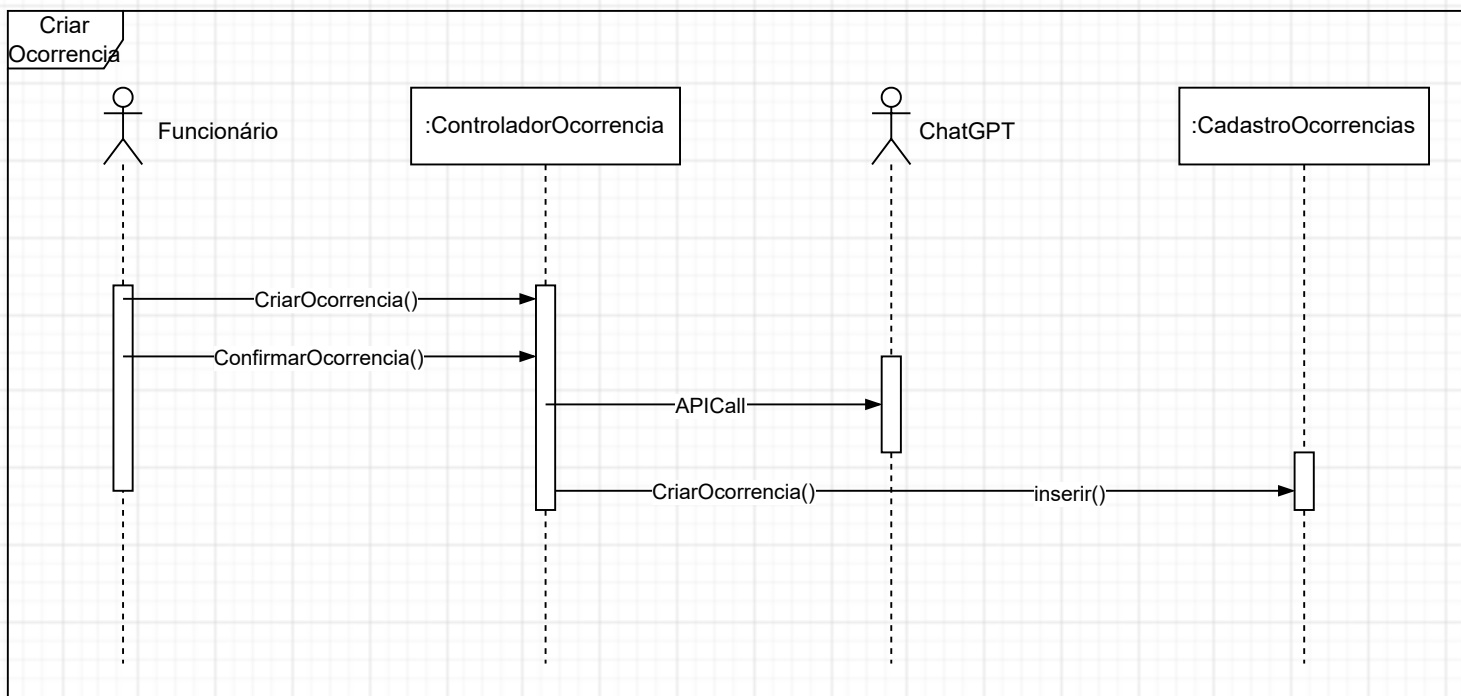 Criar
Ocorrencia
Funcionário
:ControladorOcorrencia
ChatGPT
:CadastroOcorrencias
CriarOcorrencia()
ConfirmarOcorrencia()
APICall
CriarOcorrencia()
inserir()